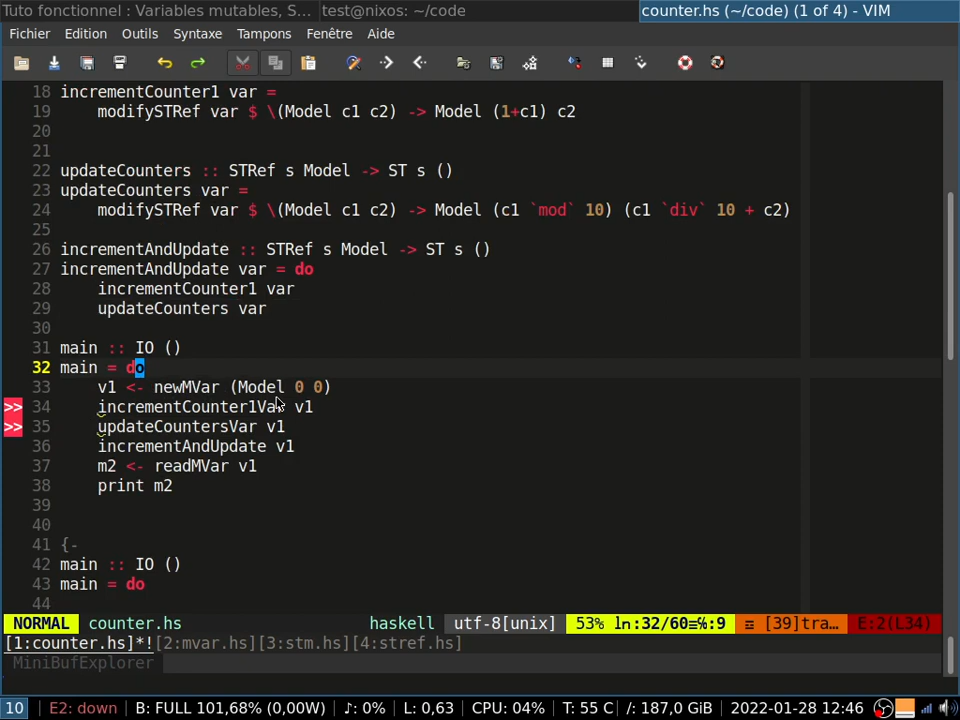 Tuto fonctionnel : Variables mutables, S... test@nixos: ~/code counter.hs (~/code) (1 of 4) - VIM
Fichier Edition Outils Syntaxe Tampons Fenêtre Aide
18 incrementCounter1 var =
19 modifySTRef var $ \(Model c1 c2) -> Model (1+c1) c2
20
21
22 updateCounters :: STRef s Model -> ST s ()
23 updateCounters var =
24 modifySTRef var $ \(Model c1 c2) -> Model (c1 `mod` 10) (c1 `div` 10 + c2)
25
26 incrementAndUpdate :: STRef s Model -> ST s ()
27 incrementAndUpdate var = do
28 incrementCounter1 var
29 updateCounters var
30
31 main :: IO ()
32 main = do
33 v1 <- newMVar (Model 0 0)
>> 34 incrementCounter1Var v1
>> 35 updateCountersVar v1
36 incrementAndUpdate v1
37 m2 <- readMVar v1
38 print m2
39
40
41 {-
42 main :: IO ()
43 main = do
44
NORMAL counter.hs haskell utf-8[unix] 53% ln:32/60≡℅:9 ☲ [39]tra… E:2(L34)
[1:counter.hs]*![2:mvar.hs][3:stm.hs][4:stref.hs]
MiniBufExplorer
10 E2: down B: FULL 101,68% (0,00W) ♪: 0% L: 0,63 CPU: 04% T: 55 C /: 187,0 GiB 2022-01-28 12:46